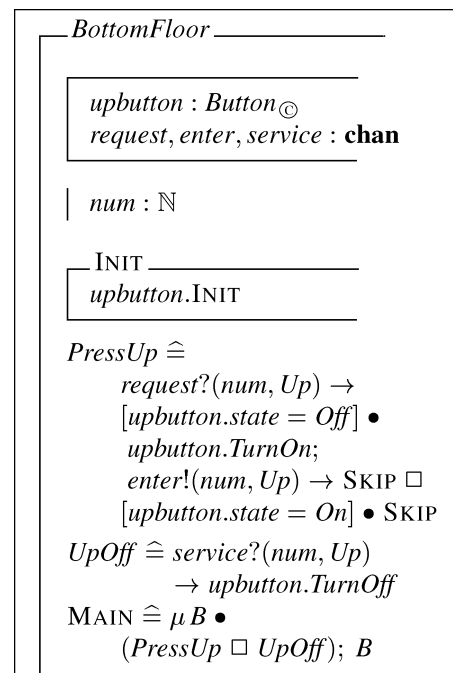 BottomFloor
upbutton : Button©
request, enter, service : chan
num : ℕ
INIT
upbutton.INIT
PressUp ≙
request?(num, Up) →
[upbutton.state = Off] •
upbutton.TurnOn;
enter!(num, Up) → SKIP □
[upbutton.state = On] • SKIP
UpOff ≙ service?(num, Up)
→ upbutton.TurnOff
MAIN ≙ μ B •
(PressUp □ UpOff); B